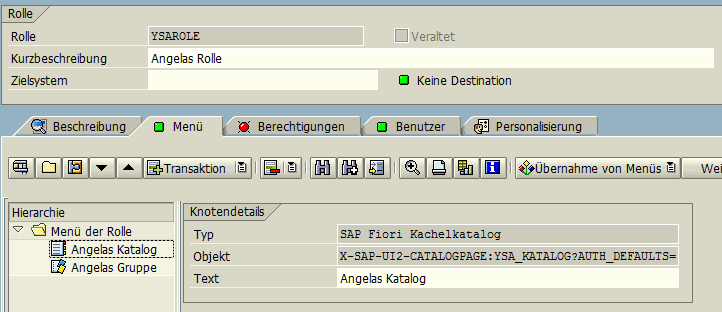 Rolle
Rolle YSAROLE Veraltet
Kurzbeschreibung Angelas Rolle
Zielsystem Keine Destination
Beschreibung Menü Berechtigungen Benutzer Personalisierung
Transaktion Übernahme von Menüs Wei
Hierarchie
Menü der Rolle
Angelas Katalog
Angelas Gruppe
Knotendetails
Typ SAP Fiori Kachelkatalog
Objekt X-SAP-UI2-CATALOGPAGE:YSA_KATALOG?AUTH_DEFAULTS=
Text Angelas Katalog